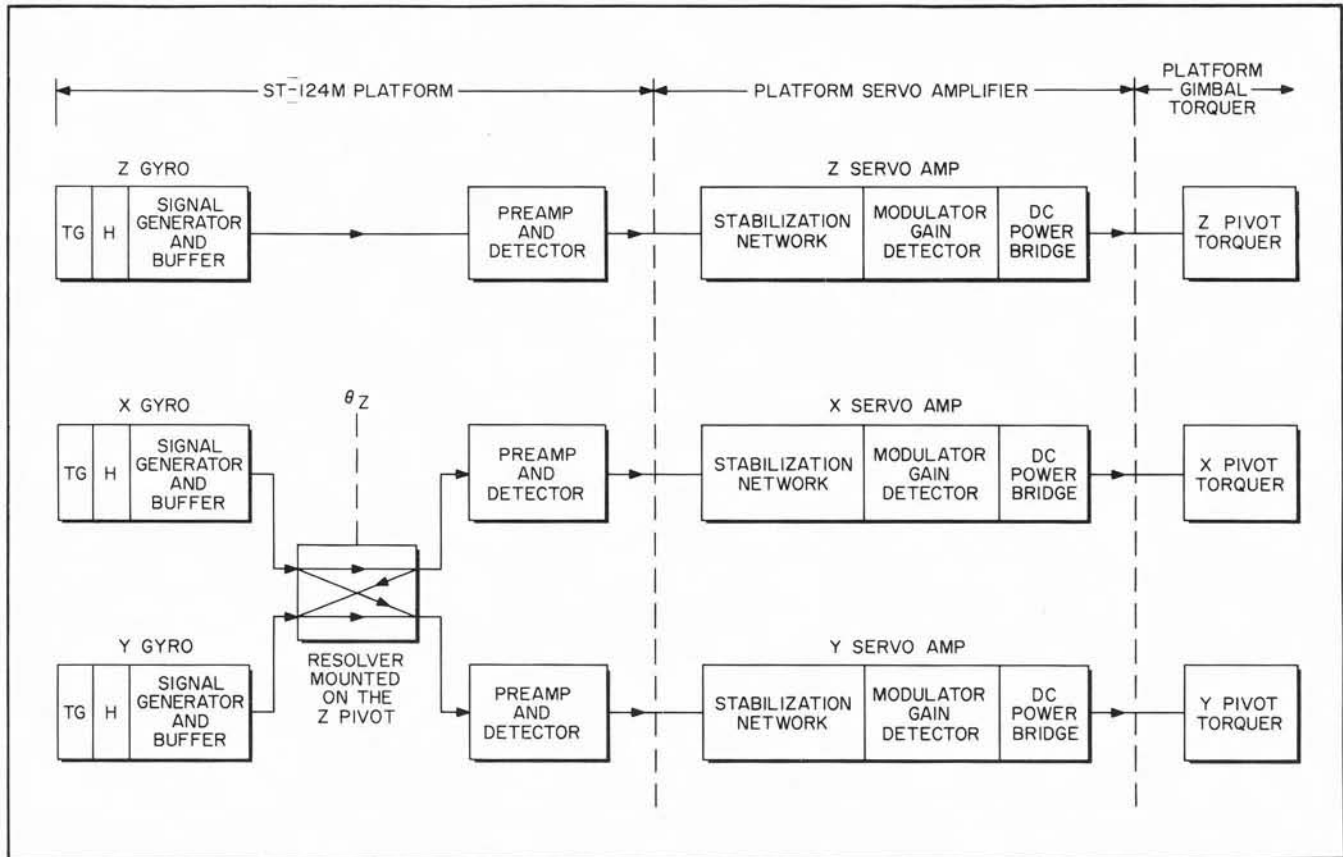 ST-124M PLATFORM
PLATFORM SERVO AMPLIFIER
PLATFORM
GIMBAL
TORQUER
Z GYRO
TG
H
SIGNAL
GENERATOR
AND
BUFFER
PREAMP
AND
DETECTOR
Z SERVO AMP
STABILIZATION
NETWORK
MODULATOR
GAIN
DETECTOR
DC
POWER
BRIDGE
Z PIVOT
TORQUER
X GYRO
TG
H
SIGNAL
GENERATOR
AND
BUFFER
θZ
PREAMP
AND
DETECTOR
X SERVO AMP
STABILIZATION
NETWORK
MODULATOR
GAIN
DETECTOR
DC
POWER
BRIDGE
X PIVOT
TORQUER
RESOLVER
MOUNTED
ON THE
Z PIVOT
Y GYRO
TG
H
SIGNAL
GENERATOR
AND
BUFFER
PREAMP
AND
DETECTOR
Y SERVO AMP
STABILIZATION
NETWORK
MODULATOR
GAIN
DETECTOR
DC
POWER
BRIDGE
Y PIVOT
TORQUER